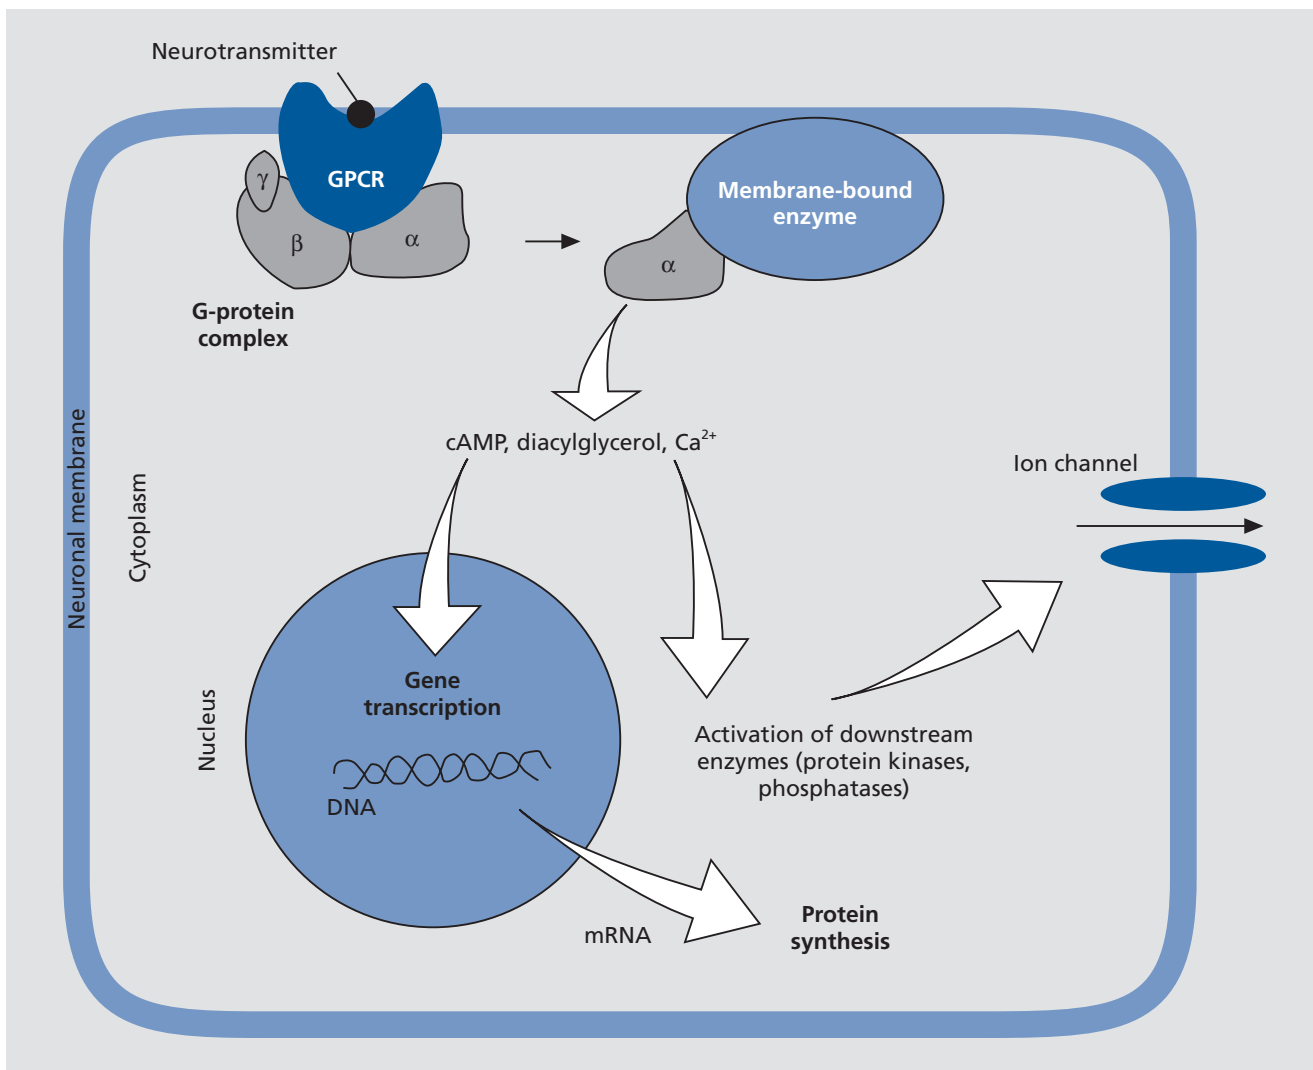 Neurotransmitter
GPCR
γ
β
α
G-protein
complex
Membrane-bound
enzyme
α
cAMP, diacylglycerol, Ca²⁺
Ion channel
Neuronal membrane
Cytoplasm
Nucleus
Gene
transcription
DNA
Activation of downstream
enzymes (protein kinases,
phosphatases)
mRNA
Protein
synthesis